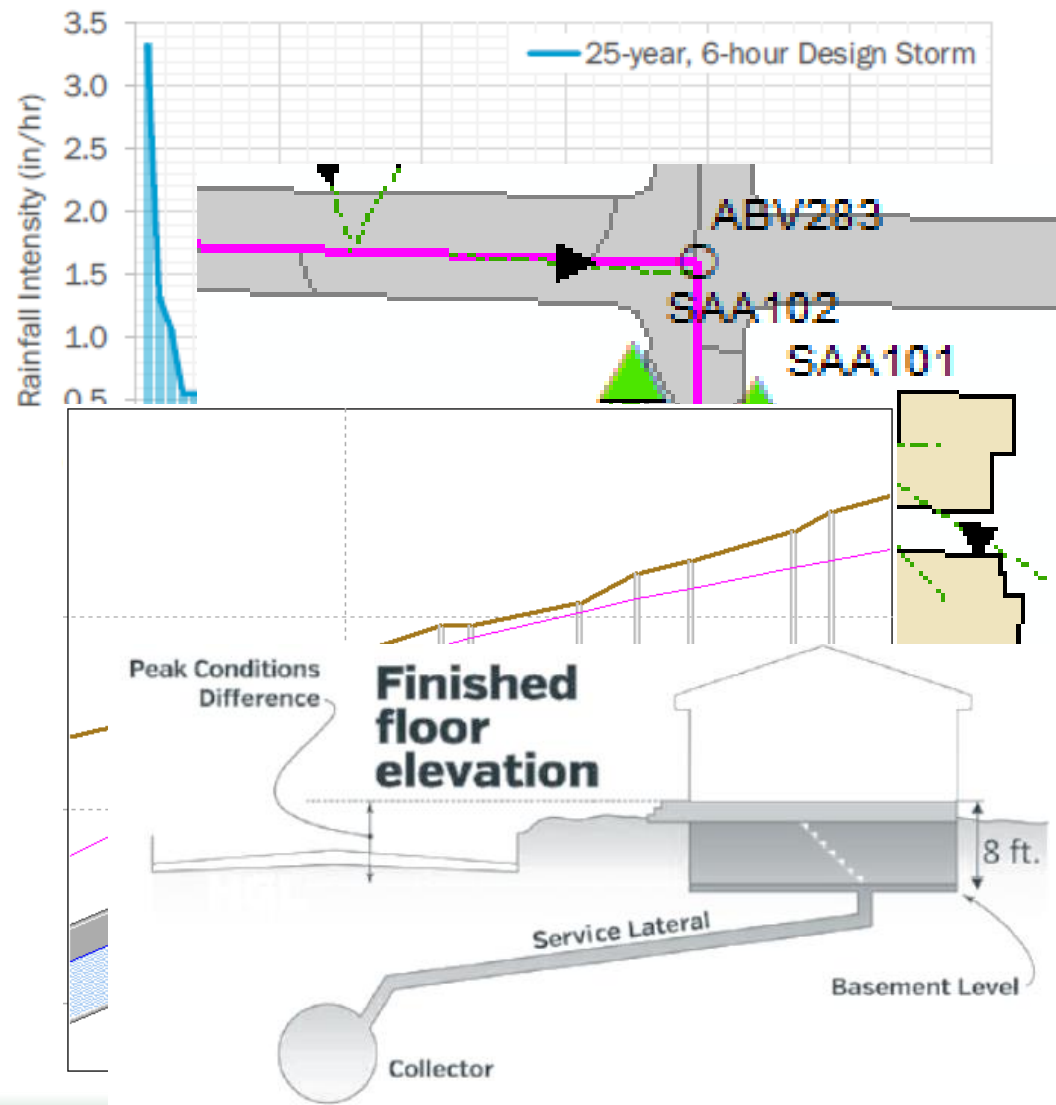 3.5
25-year, 6-hour Design Storm
3.0
Rainfall Intensity (in/hr)
2.5
2.0
ABV283
1.5
SAA102
1.0
SAA101
0.5
Peak Conditions
Difference
Finished
floor
elevation
8 ft.
Service Lateral
Basement Level
Collector